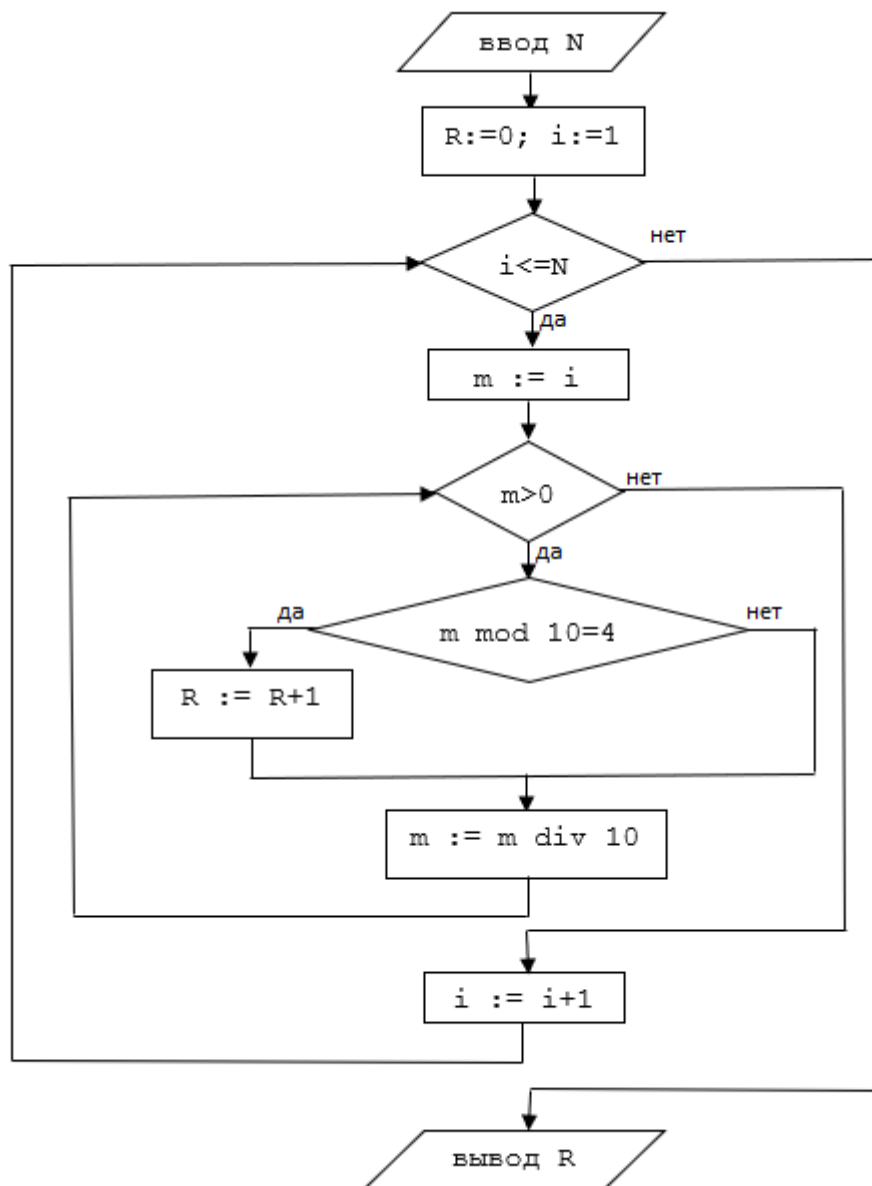 ввод N
R:=0; i:=1
i<=N
нет
да
m := i
m>0
нет
да
m mod 10=4
да
нет
R := R+1
m := m div 10
i := i+1
вывод R